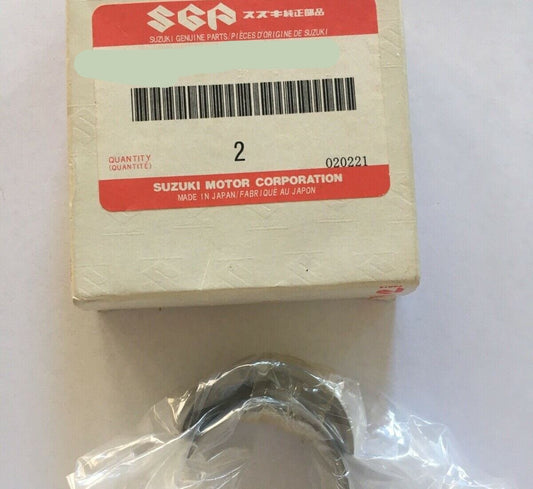 SGP スズキ純正部品
SUZUKI GENUINE PARTS/PIÈCES D'ORIGINE DE SUZUKI
QUANTITY
(QUANTITÉ)
2
020221
SUZUKI MOTOR CORPORATION
MADE IN JAPAN/FABRIQUE AU JAPON